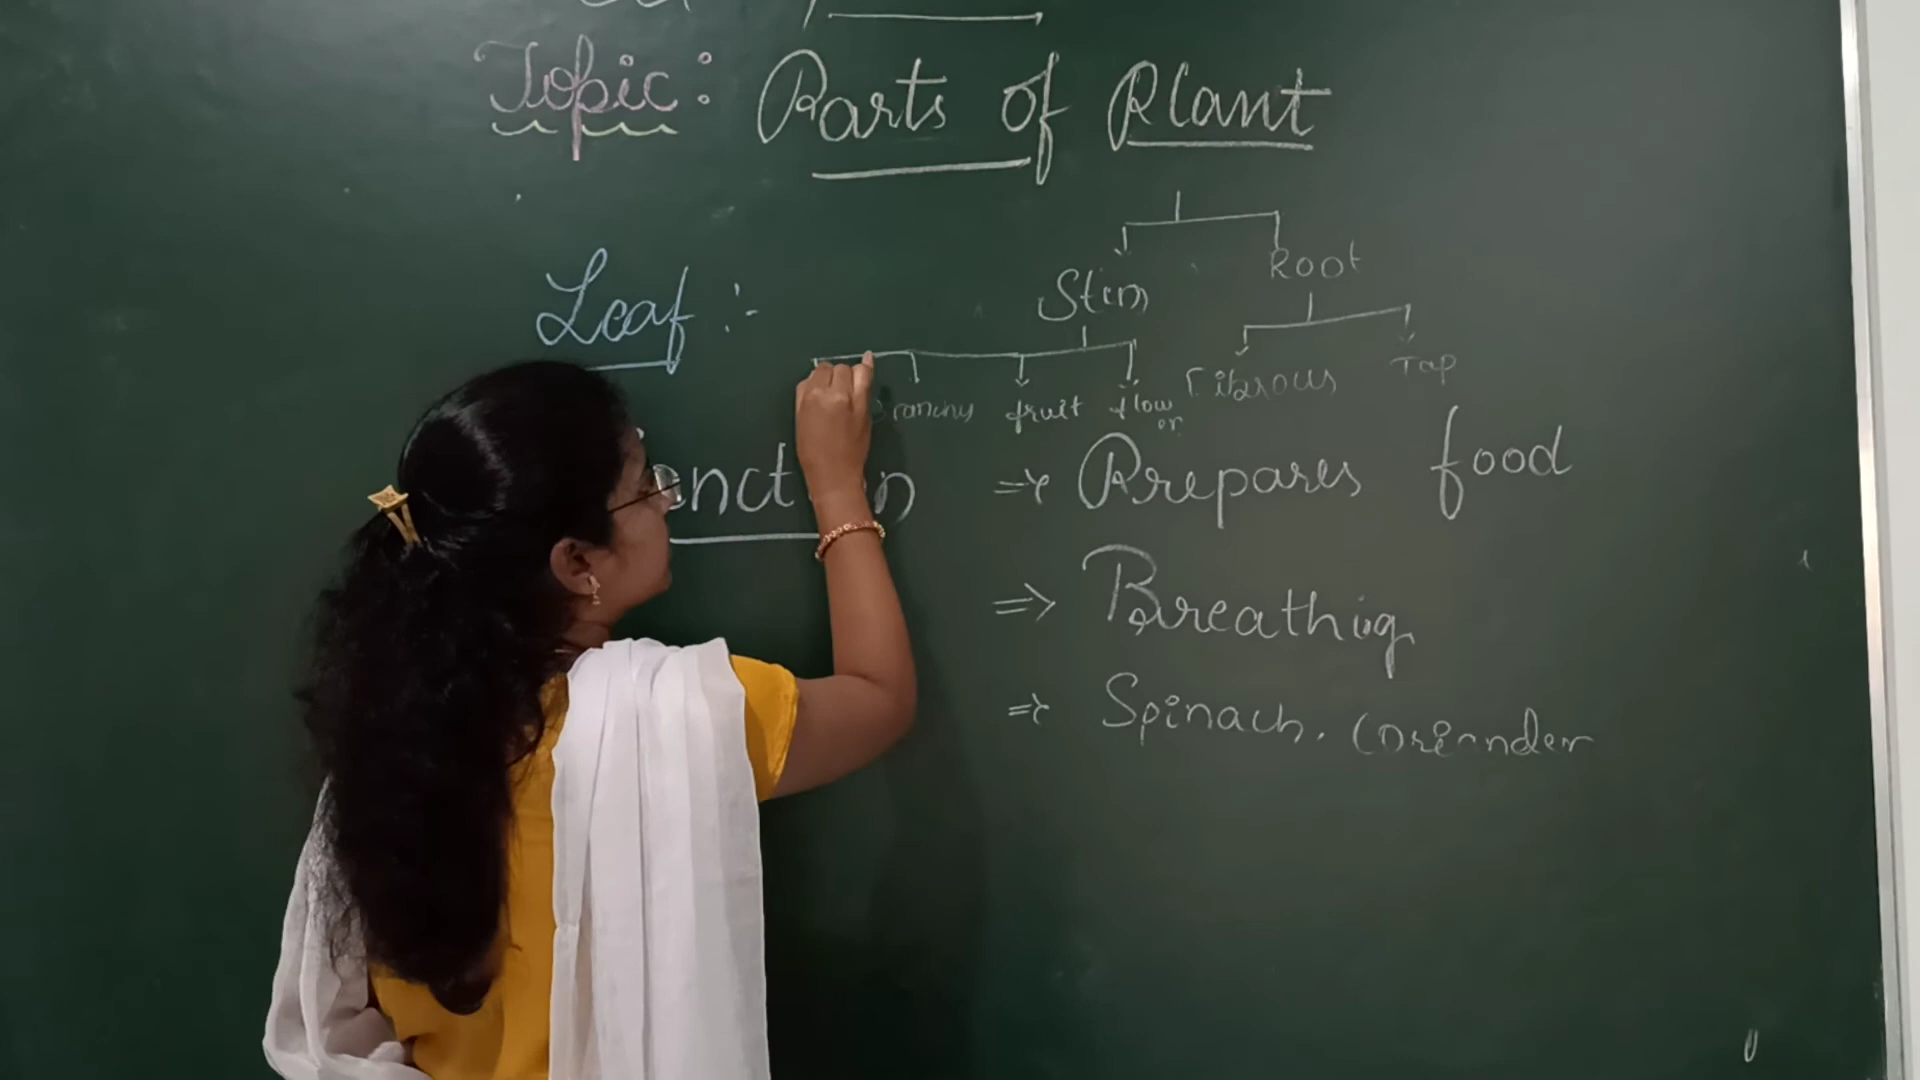 Topic: Parts of Plant
Root
Leaf :-
Stem
Fibrous Tap
fruit flower
=> Prepares food
=> Breathing
=> Spinach, Coriander